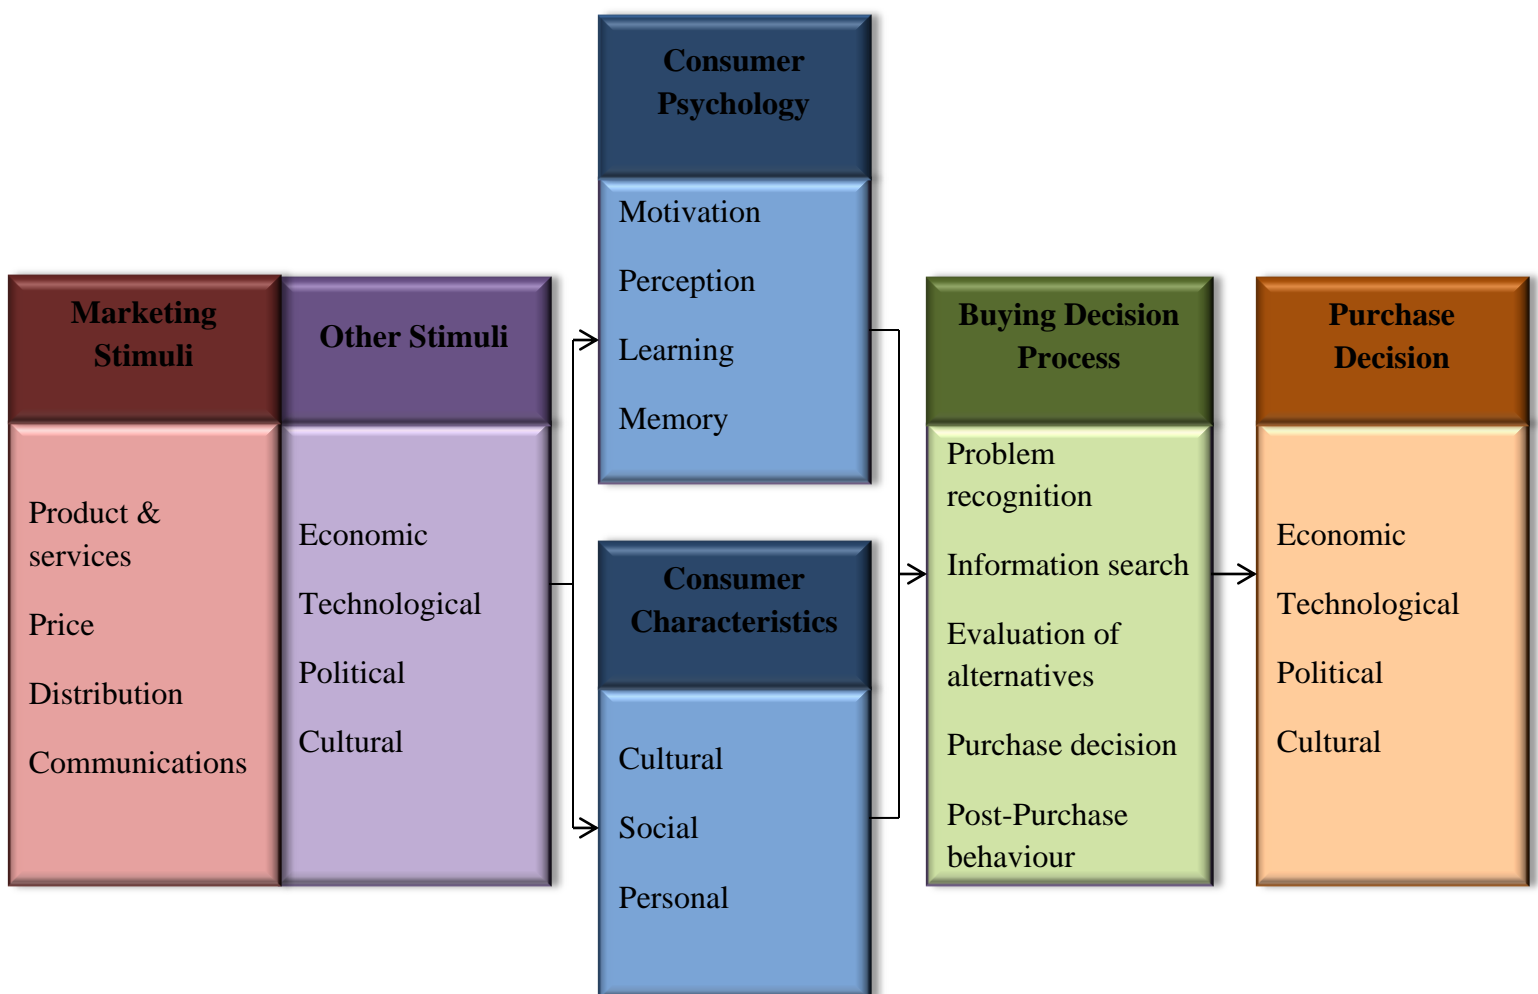 Marketing
Stimuli
Product &
services
Price
Distribution
Communications
Other Stimuli
Economic
Technological
Political
Cultural
Consumer
Psychology
Motivation
Perception
Learning
Memory
Consumer
Characteristics
Cultural
Social
Personal
Buying Decision
Process
Problem
recognition
Information search
Evaluation of
alternatives
Purchase decision
Post-Purchase
behaviour
Purchase
Decision
Economic
Technological
Political
Cultural